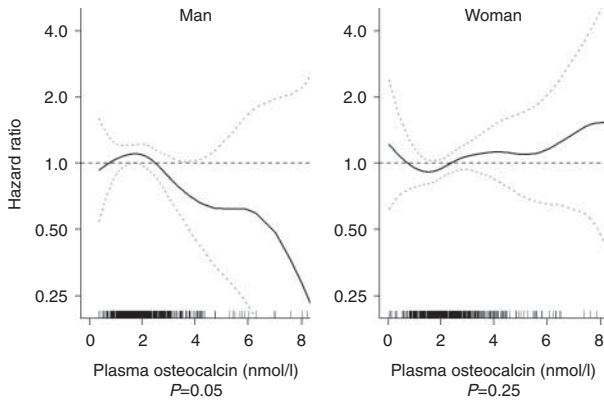 Man
Woman
Hazard ratio
4.0
2.0
1.0
0.50
0.25
4.0
2.0
1.0
0.50
0.25
0 2 4 6 8
0 2 4 6 8
Plasma osteocalcin (nmol/l)
P=0.05
Plasma osteocalcin (nmol/l)
P=0.25